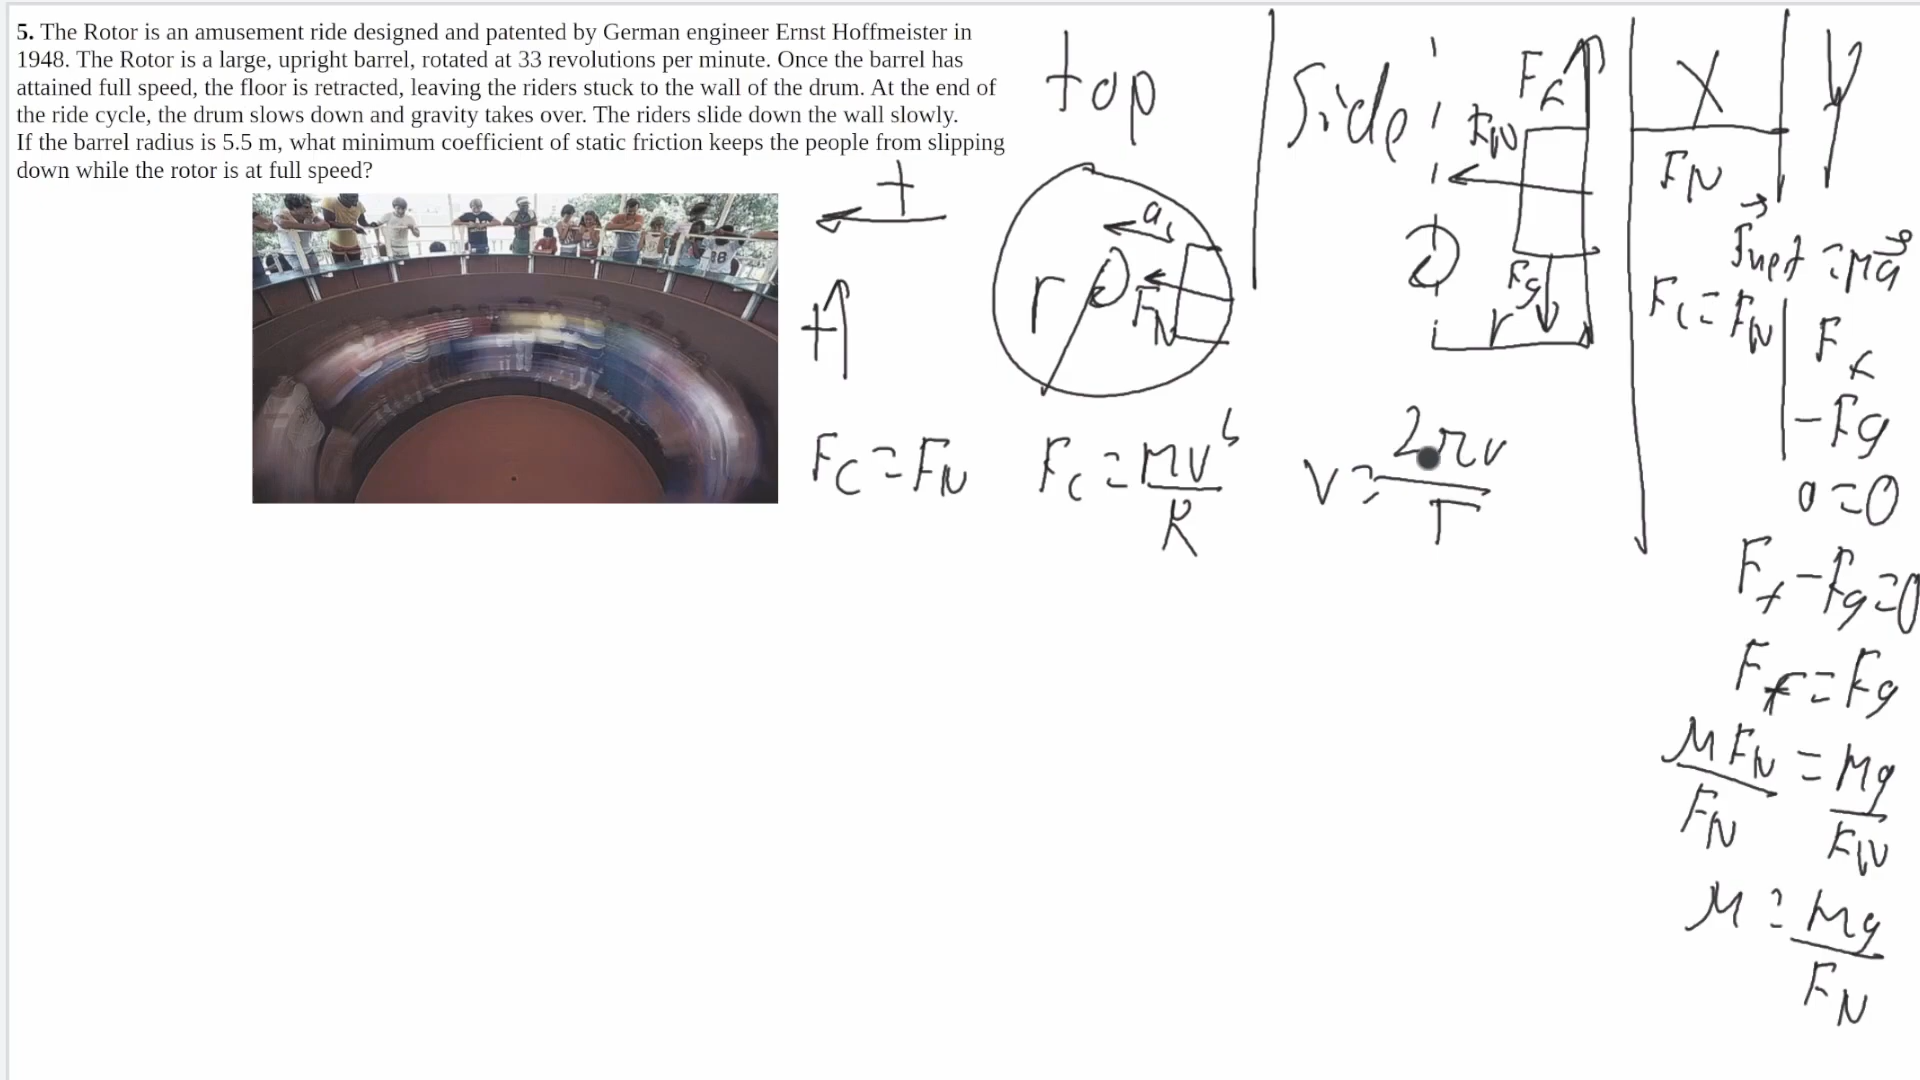 5. The Rotor is an amusement ride designed and patented by German engineer Ernst Hoffmeister in
1948. The Rotor is a large, upright barrel, rotated at 33 revolutions per minute. Once the barrel has
attained full speed, the floor is retracted, leaving the riders stuck to the wall of the drum. At the end of
the ride cycle, the drum slows down and gravity takes over. The riders slide down the wall slowly.
If the barrel radius is 5.5 m, what minimum coefficient of static friction keeps the people from slipping
down while the rotor is at full speed?
+
+
top
a
r
FN
Side
Ff
FN
Fg
r
X
FN
Fc = FN
y
Fnet = ma
Ff
-Fg
a = 0
Ff - Fg = 0
Ff = Fg
μFN = mg
FN FN
μ = mg
FN
Fc = FN
Fc = mv
R
v = 2πr
T
88